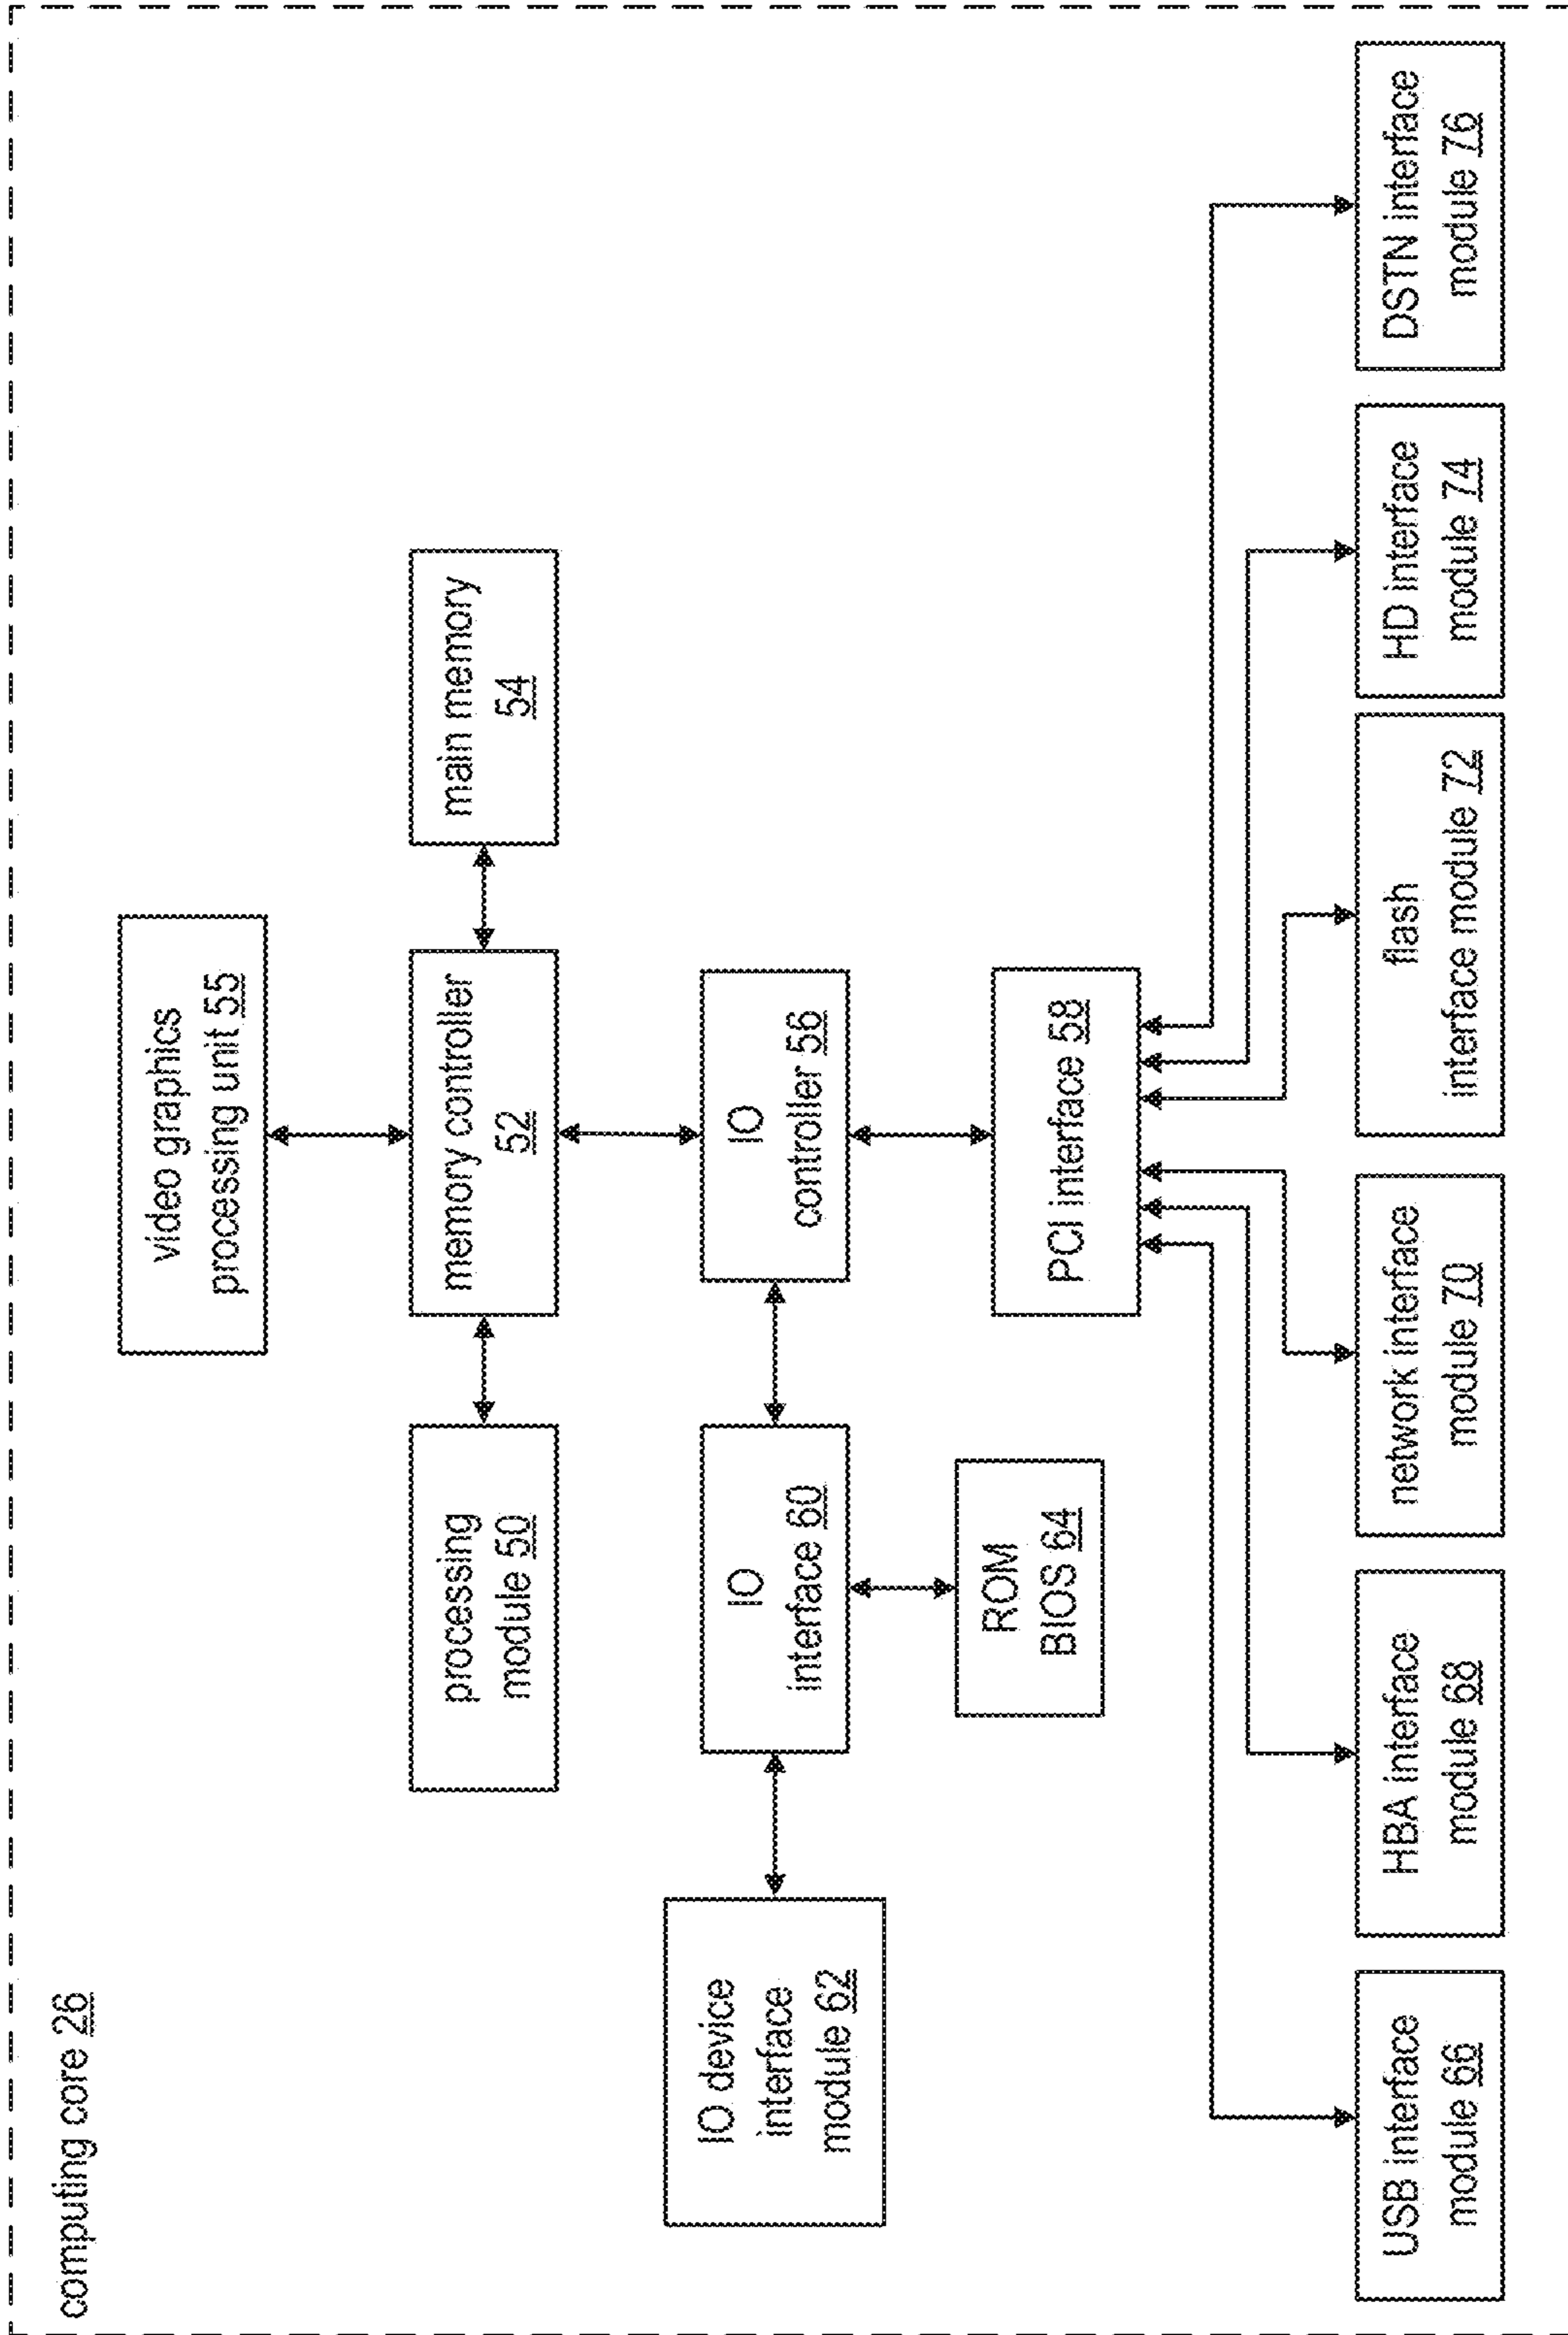 computing core 26
video graphics
processing unit 55
processing
module 50
memory controller
52
main memory
54
IO device
interface
module 62
IO
interface 60
IO
controller 56
ROM
BIOS 64
PCI interface 58
USB interface
module 66
HBA interface
module 68
network interface
module 70
flash
interface module 72
HD interface
module 74
DSTN interface
module 76